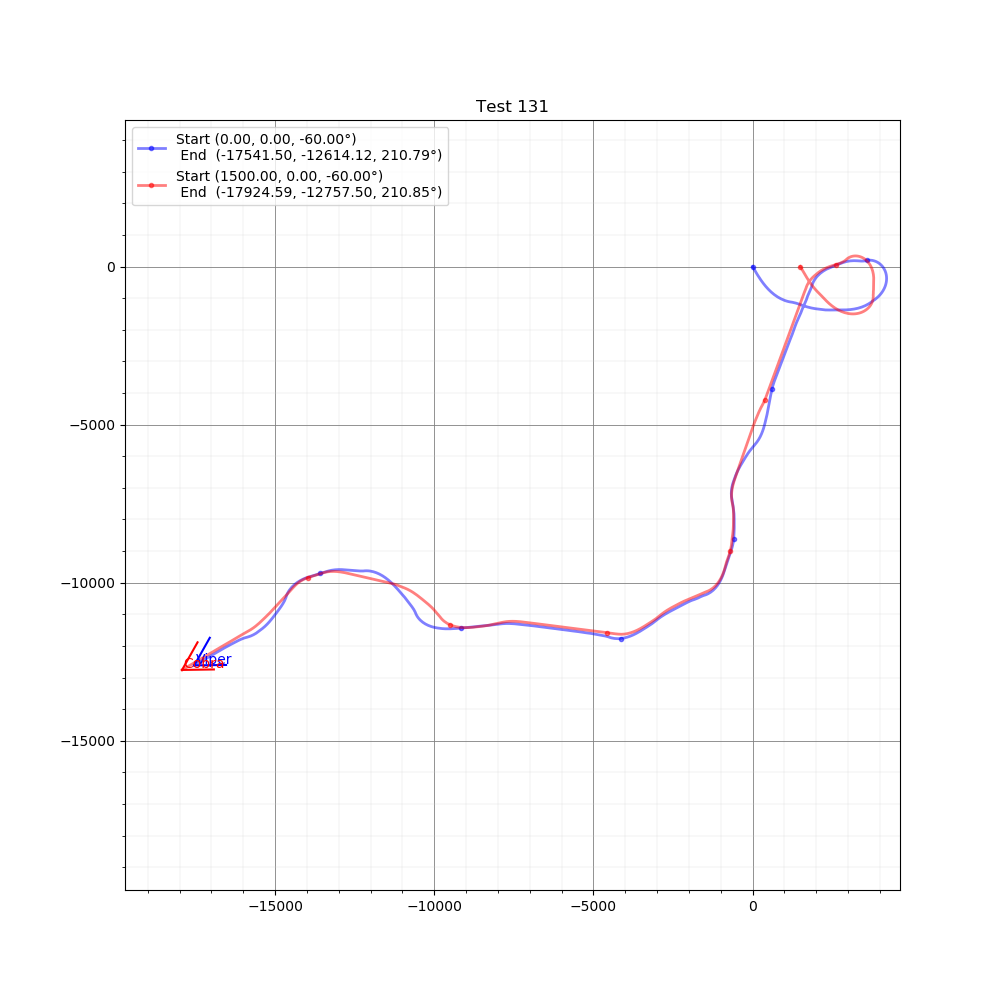 Test 131
Start (0.00, 0.00, -60.00°)
End (-17541.50, -12614.12, 210.79°)
Start (1500.00, 0.00, -60.00°)
End (-17924.59, -12757.50, 210.85°)
0
−5000
−10000
−15000
Viper
−15000
−10000
−5000
0